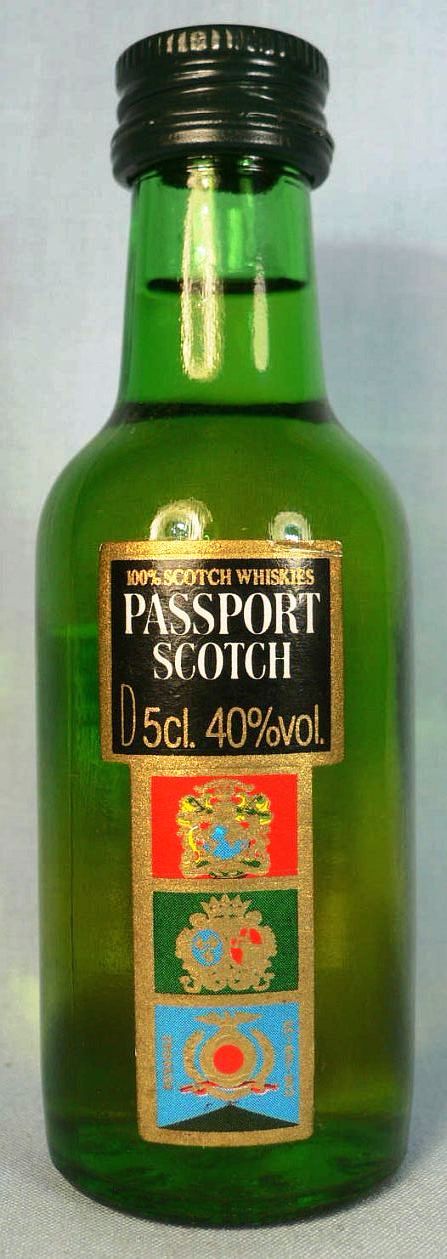 100% SCOTCH WHISKIES
PASSPORT
SCOTCH
D 5cl. 40%vol.